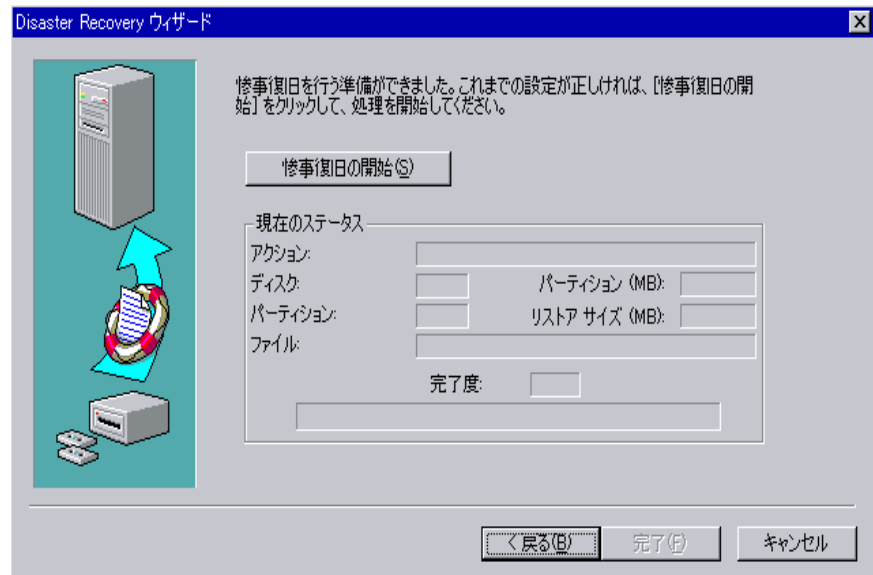 Disaster Recovery ウィザード
惨事復旧を行う準備ができました。これまでの設定が正しければ、[惨事復旧の開
始] をクリックして、処理を開始してください。
惨事復旧の開始(S)
現在のステータス
アクション:
ディスク:
パーティション (MB):
パーティション:
リストア サイズ (MB):
ファイル:
完了度:
< 戻る(B)
完了(F)
キャンセル